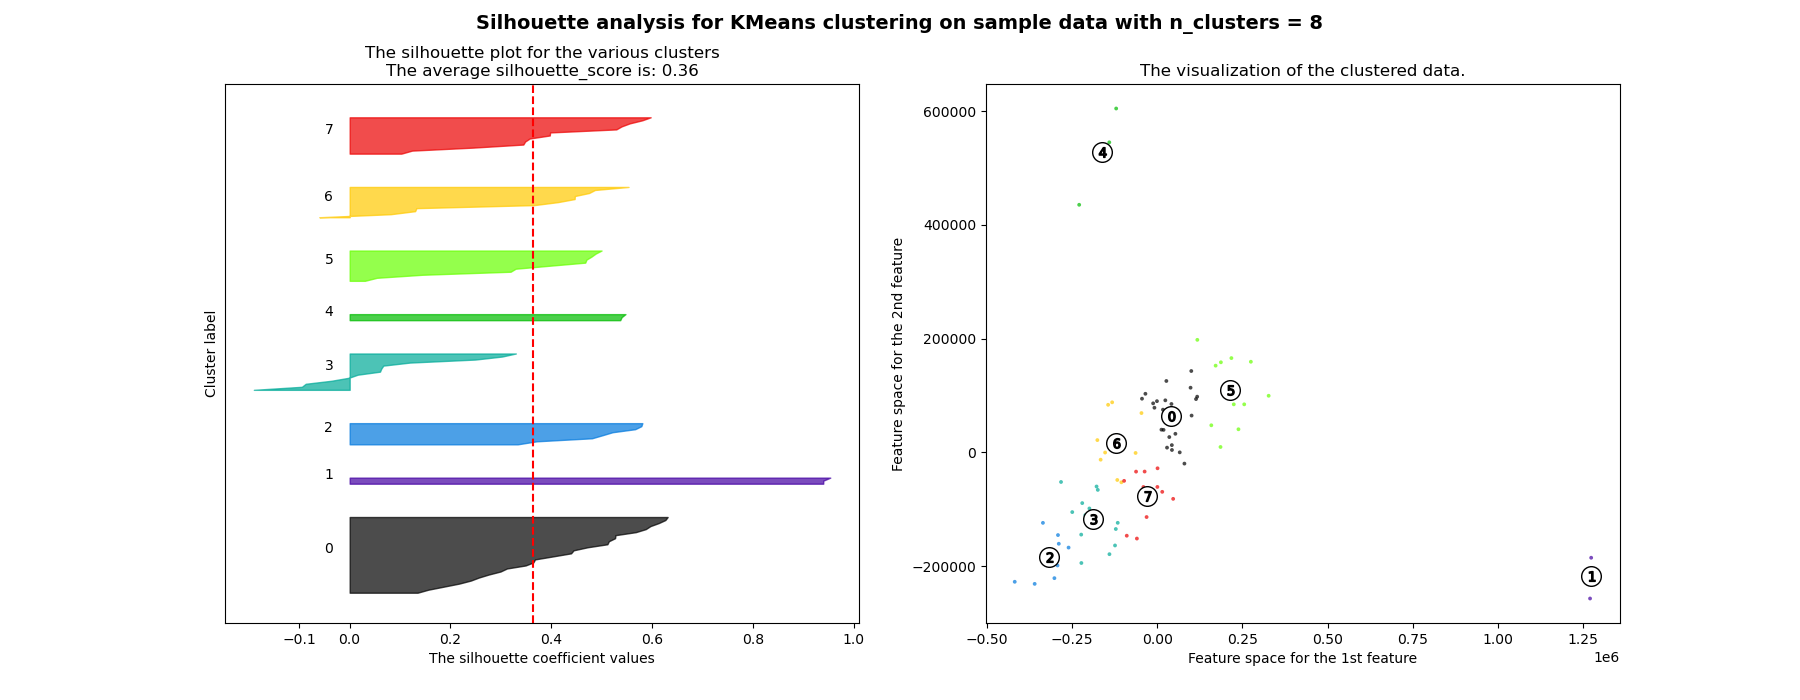 Silhouette analysis for KMeans clustering on sample data with n_clusters = 8
The silhouette plot for the various clusters
The average silhouette_score is: 0.36
Cluster label
7
6
5
4
3
2
1
0
−0.1 0.0 0.2 0.4 0.6 0.8 1.0
The silhouette coefficient values
The visualization of the clustered data.
Feature space for the 2nd feature
600000
400000
200000
0
−200000
4
5
0
6
7
3
2
1
−0.50 −0.25 0.00 0.25 0.50 0.75 1.00 1.25
1e6
Feature space for the 1st feature